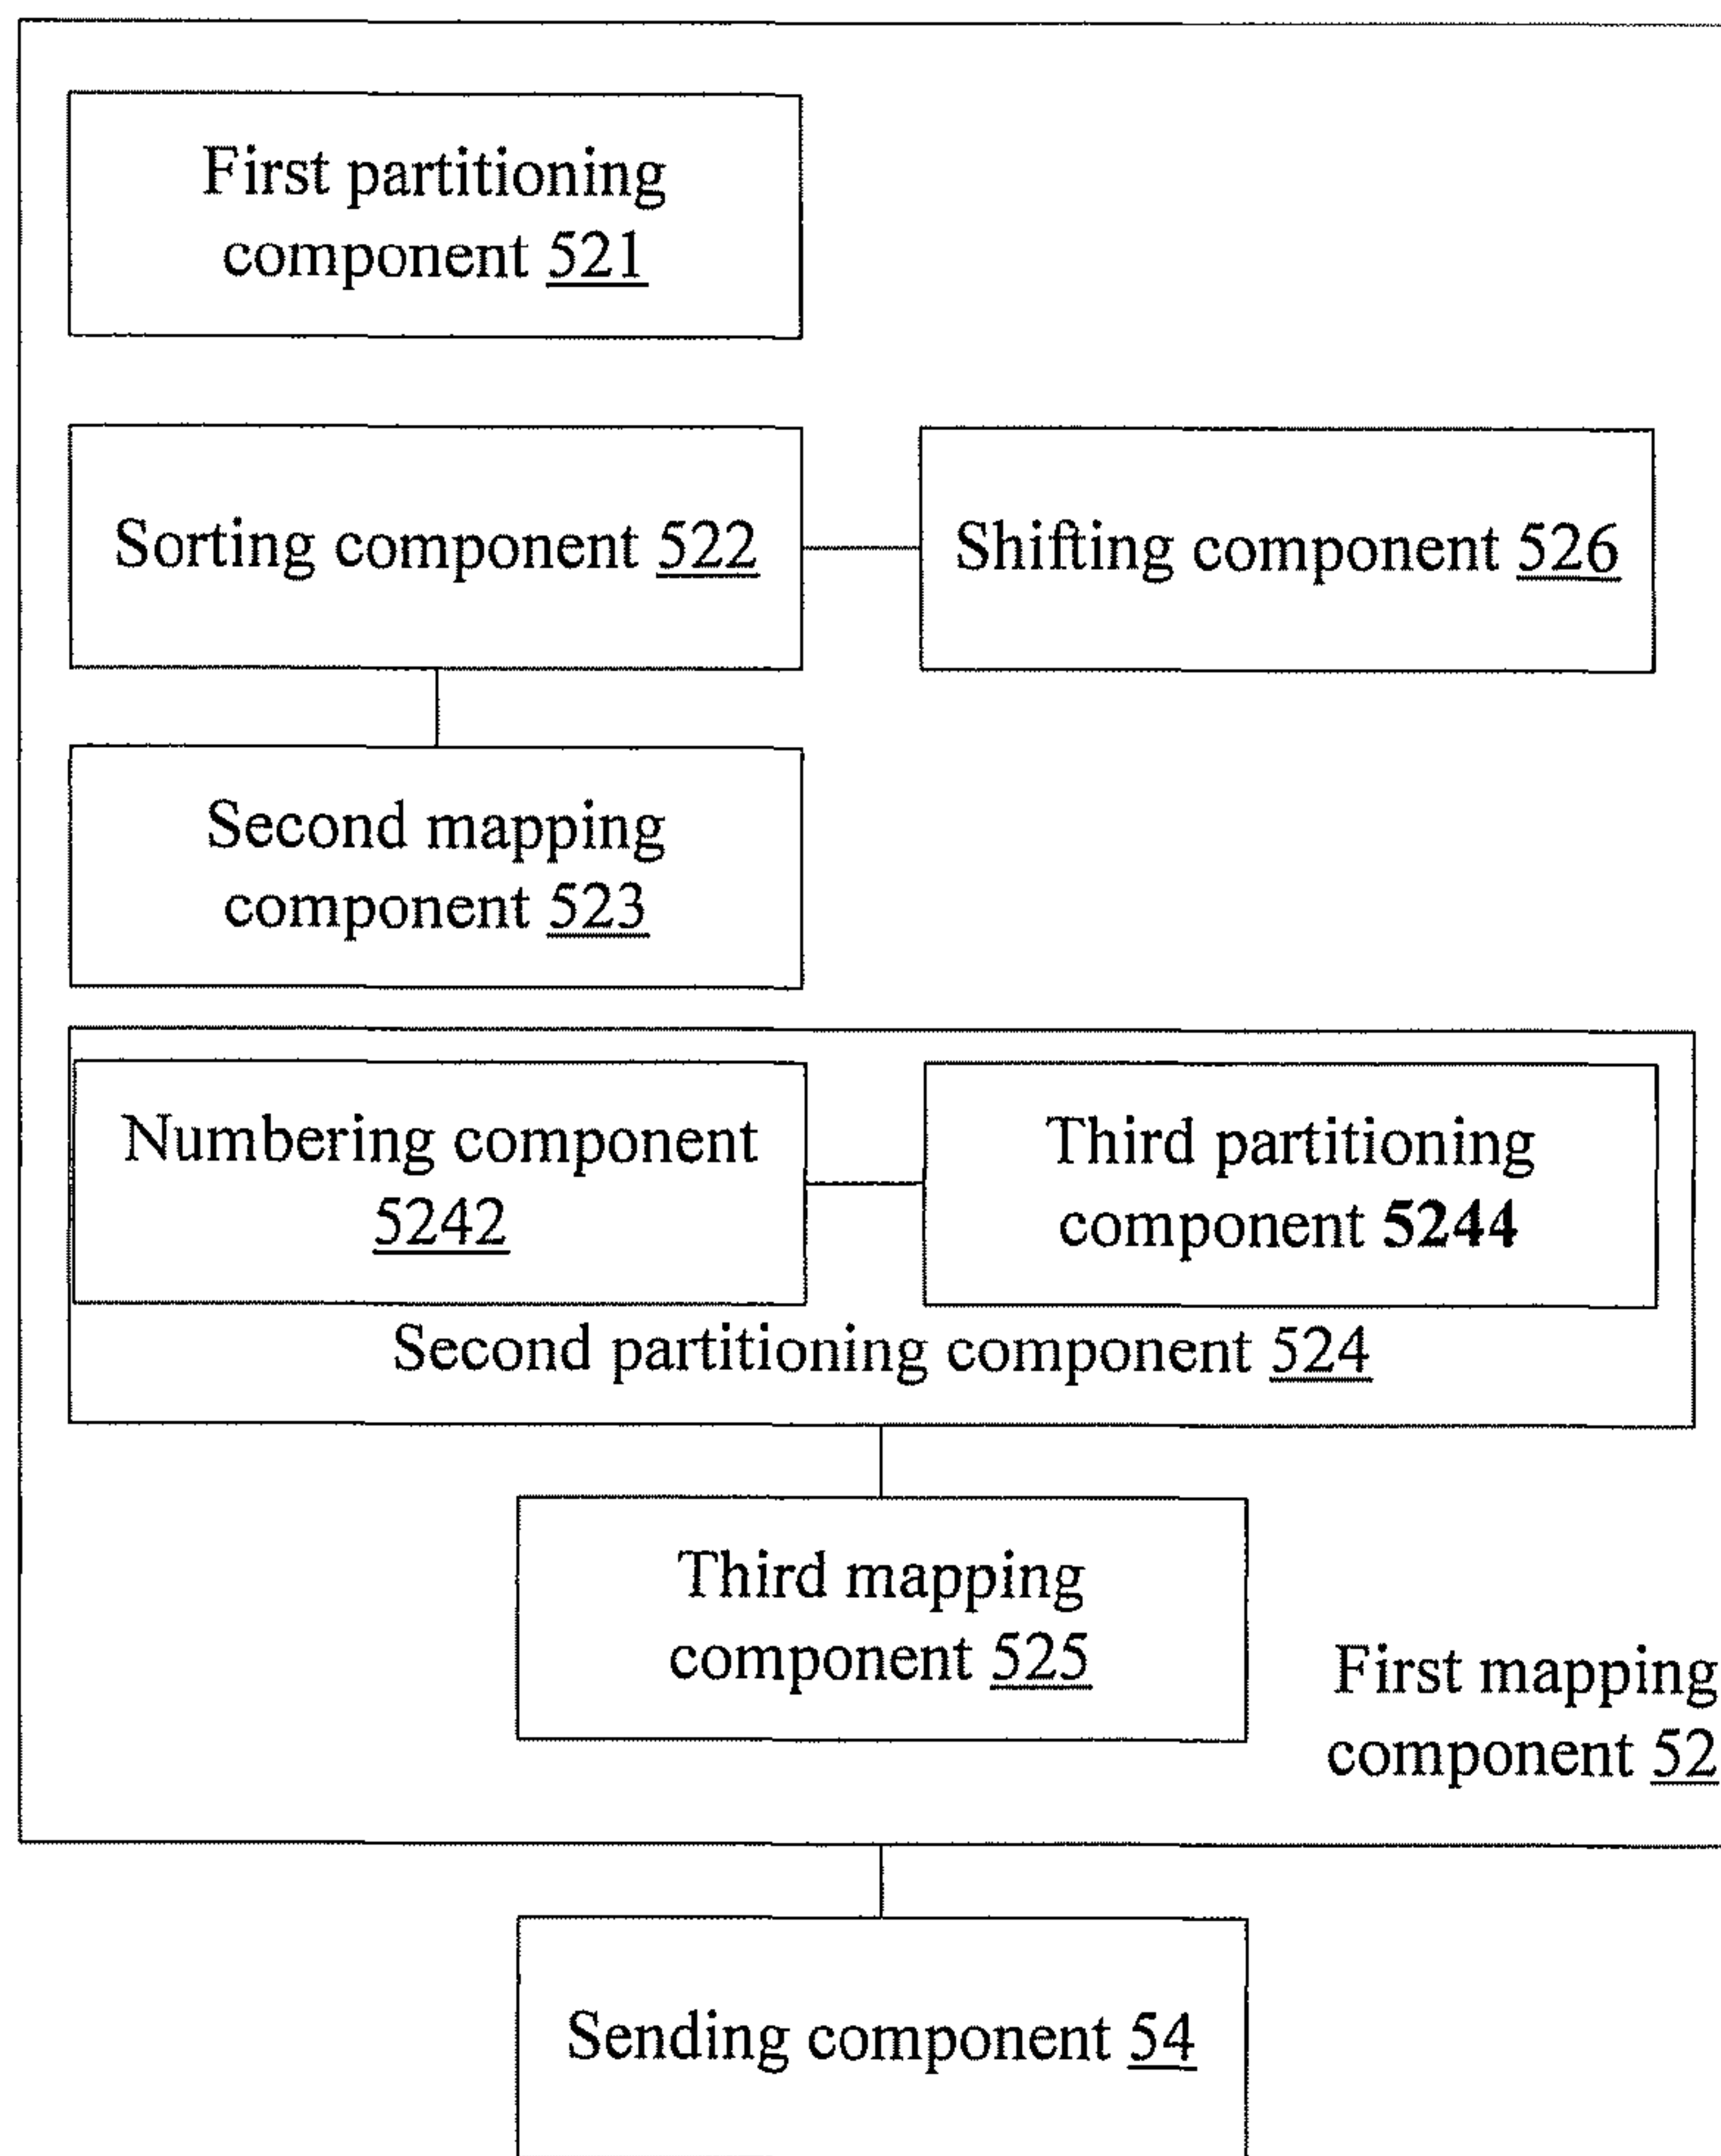 First partitioning
component 521
Sorting component 522
Shifting component 526
Second mapping
component 523
Numbering component
5242
Third partitioning
component 5244
Second partitioning component 524
Third mapping
component 525
First mapping
component 52
Sending component 54